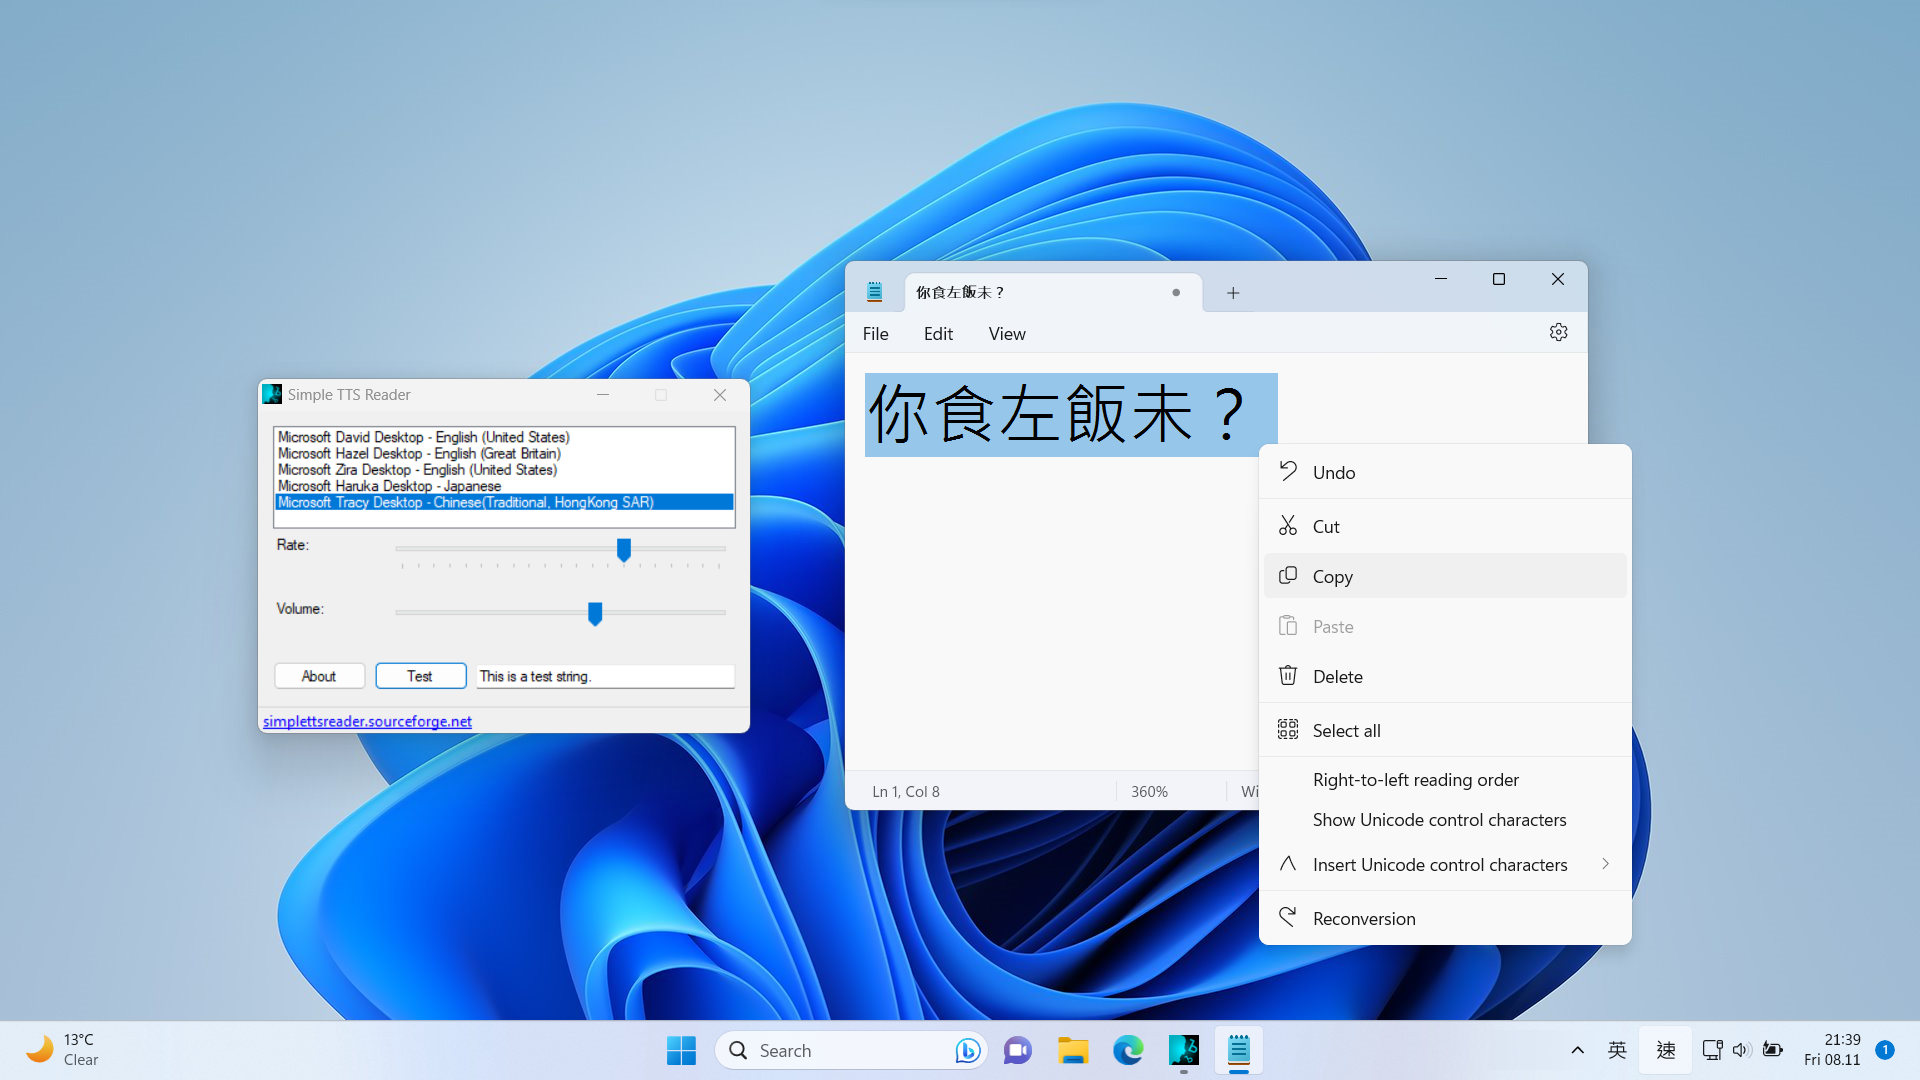 你食左飯未？
File Edit View
你食左飯未？
Ln 1, Col 8 360% Wi
Simple TTS Reader
Microsoft David Desktop - English (United States)
Microsoft Hazel Desktop - English (Great Britain)
Microsoft Zira Desktop - English (United States)
Microsoft Haruka Desktop - Japanese
Microsoft Tracy Desktop - Chinese(Traditional, HongKong SAR)
Rate:
Volume:
About Test This is a test string.
simplettsreader.sourceforge.net
Undo
Cut
Copy
Paste
Delete
Select all
Right-to-left reading order
Show Unicode control characters
Insert Unicode control characters
Reconversion
13°C
Clear
Search
英 速
21:39
Fri 08.11
1